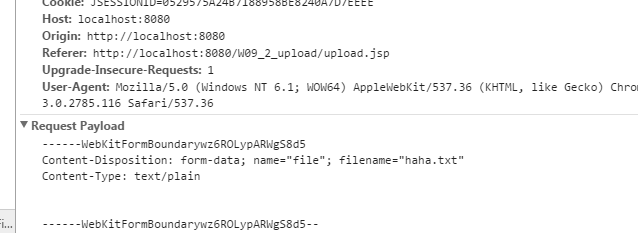 Cookie: JSESSIONID=0529575A24B7188958BE8240A7D7EEEE
Host: localhost:8080
Origin: http://localhost:8080
Referer: http://localhost:8080/W09_2_upload/upload.jsp
Upgrade-Insecure-Requests: 1
User-Agent: Mozilla/5.0 (Windows NT 6.1; WOW64) AppleWebKit/537.36 (KHTML, like Gecko) Chro
3.0.2785.116 Safari/537.36
Request Payload
------WebKitFormBoundarywz6ROLypARWgS8d5
Content-Disposition: form-data; name="file"; filename="haha.txt"
Content-Type: text/plain
------WebKitFormBoundarywz6ROLypARWgS8d5--